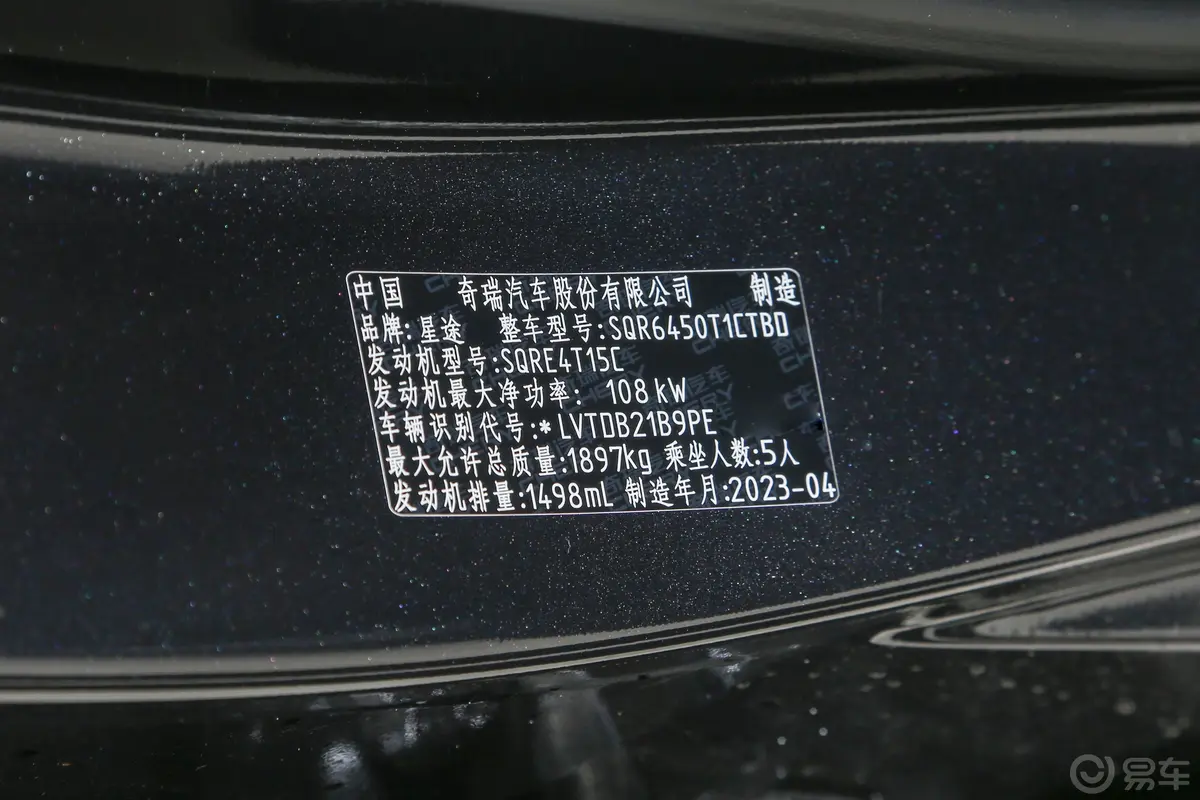 中国 奇瑞汽车股份有限公司 制造
品牌:星途 整车型号:SQR6450T1CTBD
发动机型号:SQRE4T15C
发动机最大净功率: 108kW
车辆识别代号:*LVTDB21B9PE
最大允许总质量:1897kg 乘坐人数:5人
发动机排量:1498mL 制造年月:2023-04
易车